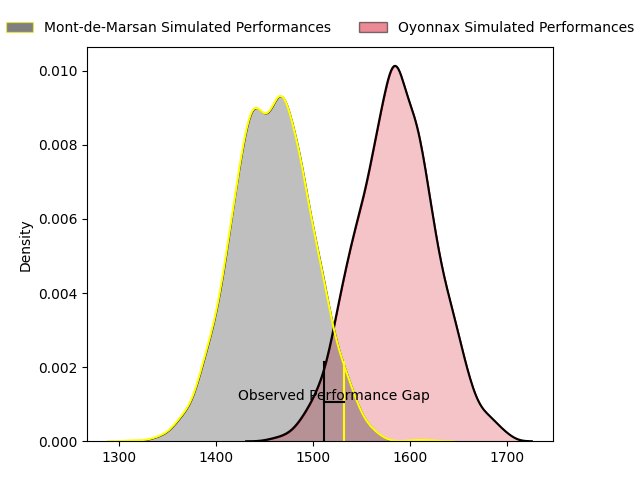 Mont-de-Marsan Simulated Performances
Oyonnax Simulated Performances
0.010
0.008
0.006
0.004
0.002
0.000
Density
Observed Performance Gap
1300
1400
1500
1600
1700